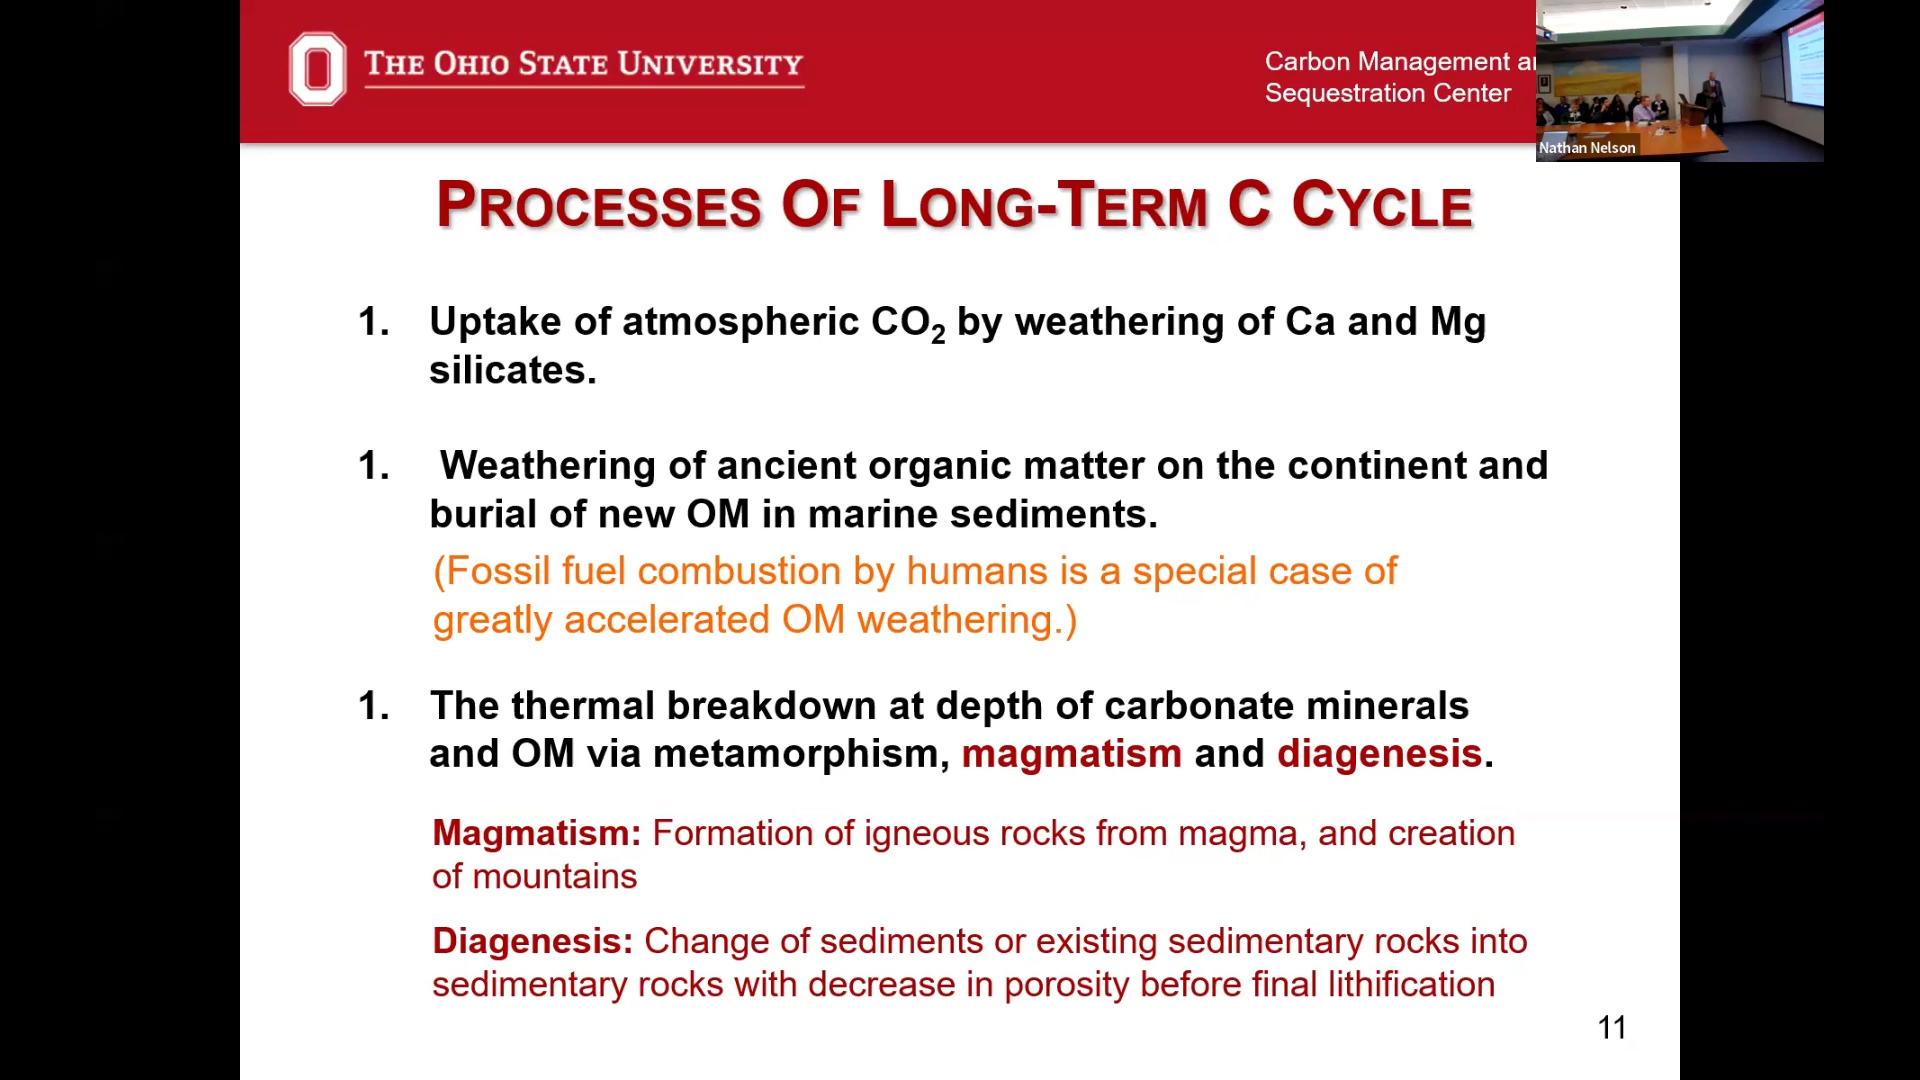 THE OHIO STATE UNIVERSITY
Carbon Management
Sequestration Center
Nathan Nelson
PROCESSES OF LONG-TERM C CYCLE
1. Uptake of atmospheric CO₂ by weathering of Ca and Mg
silicates.
1. Weathering of ancient organic matter on the continent and
burial of new OM in marine sediments.
(Fossil fuel combustion by humans is a special case of
greatly accelerated OM weathering.)
1. The thermal breakdown at depth of carbonate minerals
and OM via metamorphism, magmatism and diagenesis.
Magmatism: Formation of igneous rocks from magma, and creation
of mountains
Diagenesis: Change of sediments or existing sedimentary rocks into
sedimentary rocks with decrease in porosity before final lithification
11